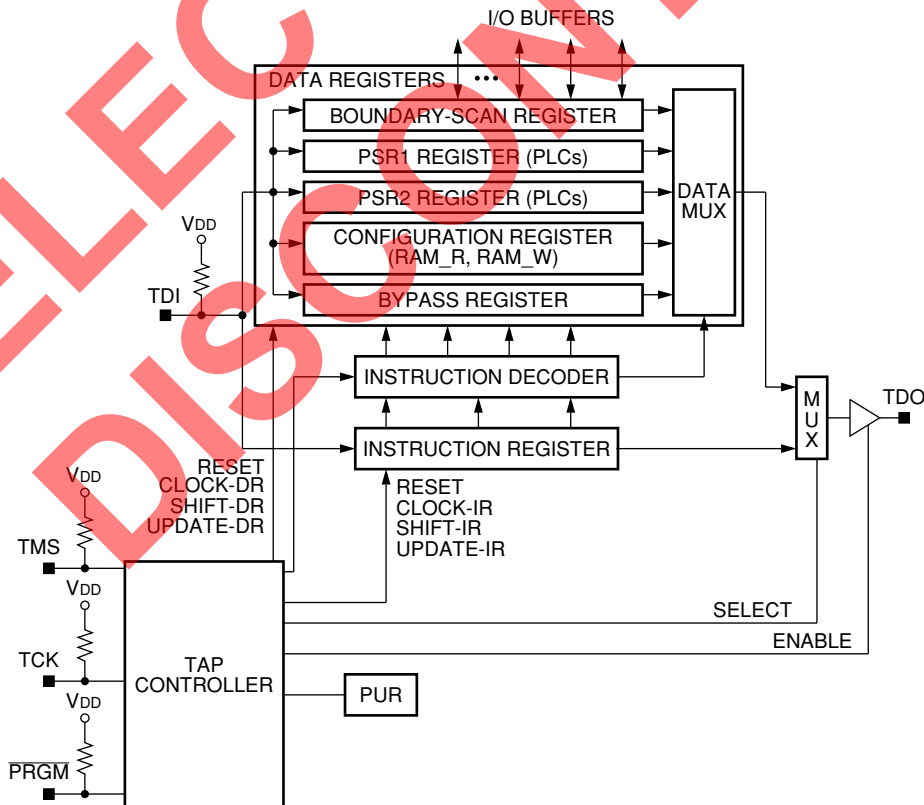 I/O BUFFERS
DATA REGISTERS
•••
BOUNDARY-SCAN REGISTER
PSR1 REGISTER (PLCs)
PSR2 REGISTER (PLCs)
CONFIGURATION REGISTER
(RAM_R, RAM_W)
BYPASS REGISTER
DATA
MUX
VDD
TDI
INSTRUCTION DECODER
INSTRUCTION REGISTER
M
U
X
TDO
RESET
CLOCK-DR
SHIFT-DR
UPDATE-DR
RESET
CLOCK-IR
SHIFT-IR
UPDATE-IR
VDD
TMS
VDD
TCK
VDD
PRGM
TAP
CONTROLLER
PUR
SELECT
ENABLE
ELEC
DISCON